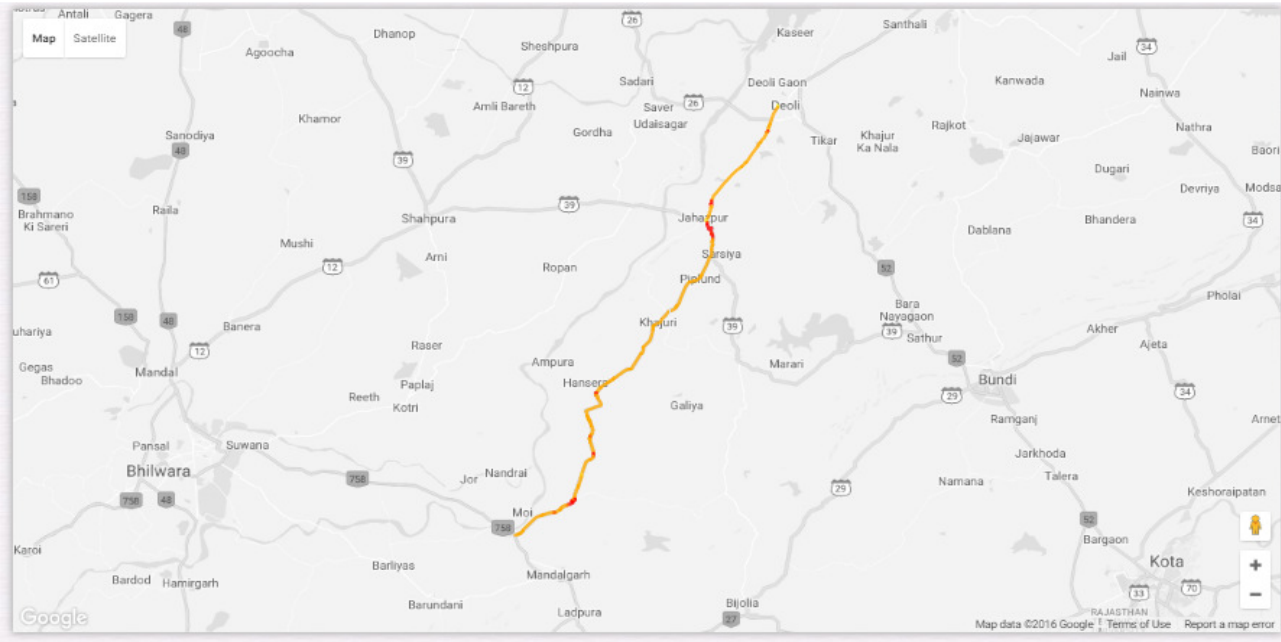 Antali
Gagera
48
Map
Satellite
Agoocha
Dhanop
Sheshpura
26
Kaseer
Santhali
34
Jail
Sadari
12
Amli Bareth
Saver
26
Udaisagar
Deoli Gaon
Deoli
Kanwada
Nainwa
Khamor
Sanodiya
48
Gordha
Tikar
Khajur
Ka Nala
Rajkot
Jajawar
Nathra
Baori
39
Dugari
158
Raila
Brahmano
Ki Sareri
Shahpura
39
Jahazpur
Devriya
Modsa
Bhandera
34
Mushi
Arni
Dablana
Sarsiya
12
Ropan
Piplund
52
61
Pholai
158
48
Banera
12
Khajuri
39
Bara
Nayagaon
39
Sathur
Akher
Ajeta
uhariya
Gegas
Bhadoo
Mandal
Raser
Ampura
Marari
52
Reeth
Paplaj
Kotri
Hansera
Galiya
Bundi
29
34
Ramganj
Arnet
Pansal
Suwana
Bhilwara
758
Jor
Nandrai
Jarkhoda
Talera
29
Namana
Keshoraipatan
758
48
Moi
758
52
Bargaon
Karoi
Kota
Bardod
Hamirgarh
Barliyas
Mandalgarh
Barundani
Ladpura
Bijolia
27
33
70
RAJASTHAN
Google
Map data ©2016 Google
Terms of Use
Report a map error